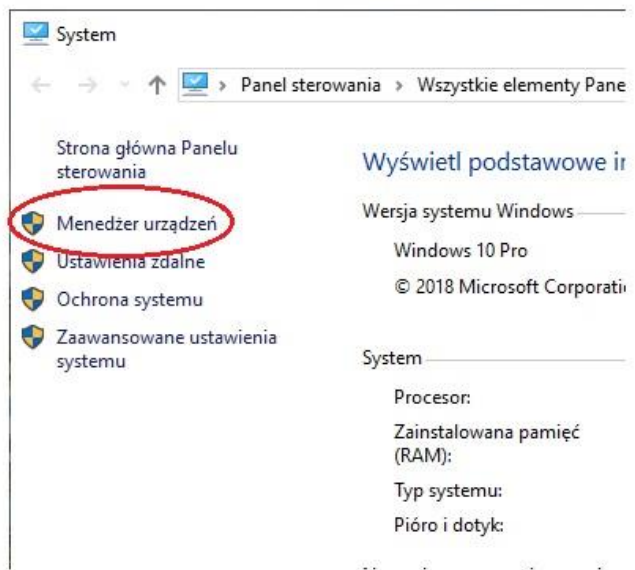 System
Panel sterowania > Wszystkie elementy Pane
Strona główna Panelu
sterowania
Menedżer urządzeń
Ustawienia zdalne
Ochrona systemu
Zaawansowane ustawienia
systemu
Wyświetl podstawowe in
Wersja systemu Windows
Windows 10 Pro
© 2018 Microsoft Corporati
System
Procesor:
Zainstalowana pamięć
(RAM):
Typ systemu:
Pióro i dotyk: